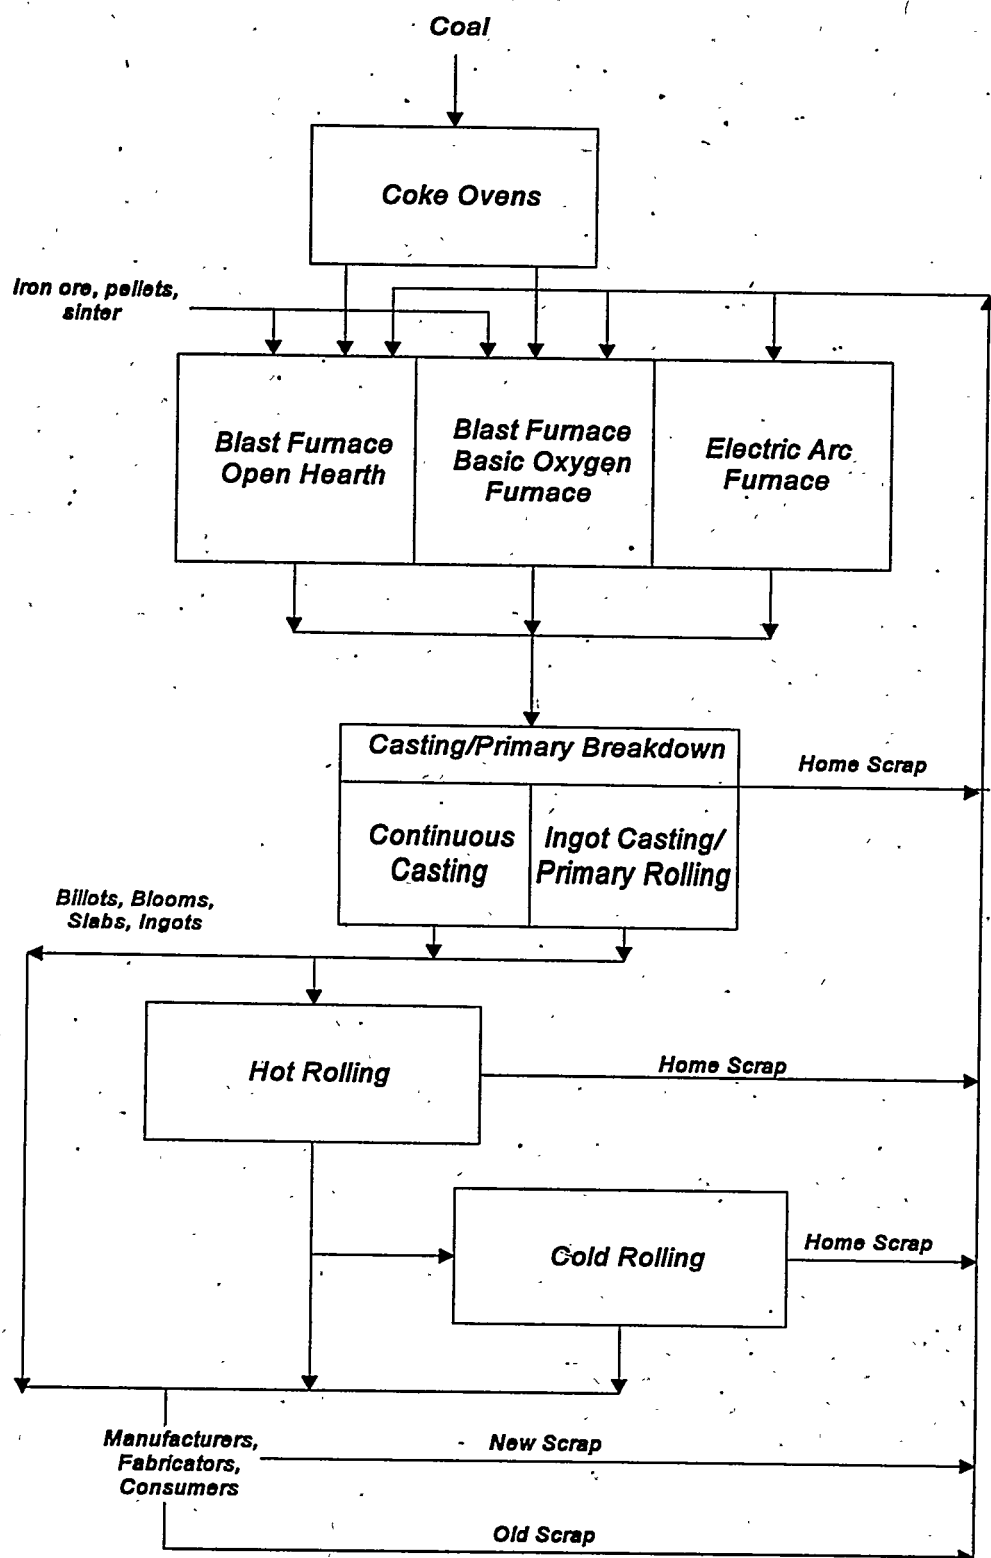 Coal
Coke Ovens
Iron ore, pellets,
sinter
Blast Furnace
Open Hearth
Blast Furnace
Basic Oxygen
Furnace
Electric Arc
Furnace
Casting/Primary Breakdown
Home Scrap
Continuous
Casting
Ingot Casting/
Primary Rolling
Billots, Blooms,
Slabs, Ingots
Hot Rolling
Home Scrap
Cold Rolling
Home Scrap
Manufacturers,
Fabricators,
Consumers
New Scrap
Old Scrap